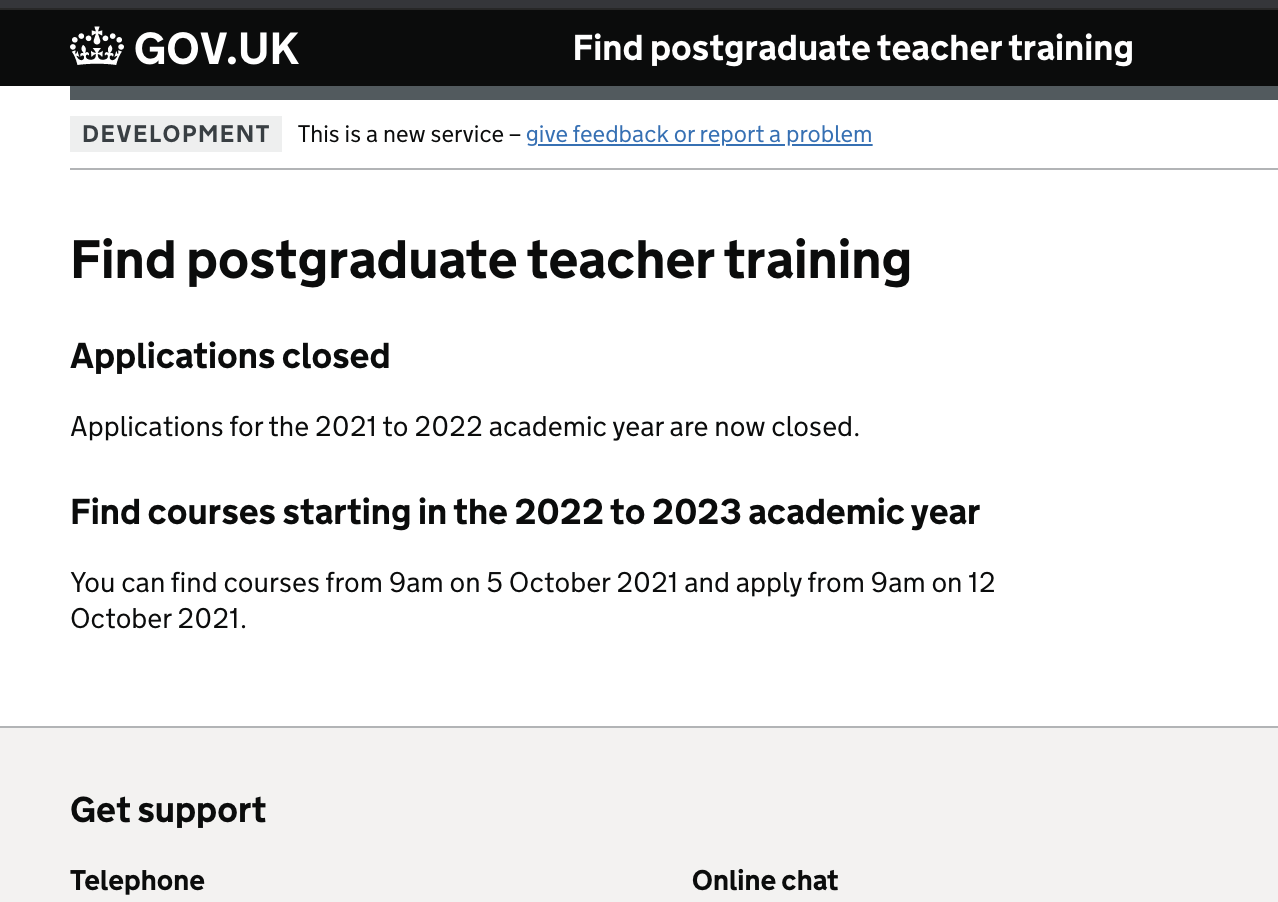 GOV.UK
Find postgraduate teacher training
DEVELOPMENT
This is a new service – give feedback or report a problem
Find postgraduate teacher training
Applications closed
Applications for the 2021 to 2022 academic year are now closed.
Find courses starting in the 2022 to 2023 academic year
You can find courses from 9am on 5 October 2021 and apply from 9am on 12
October 2021.
Get support
Telephone
Online chat